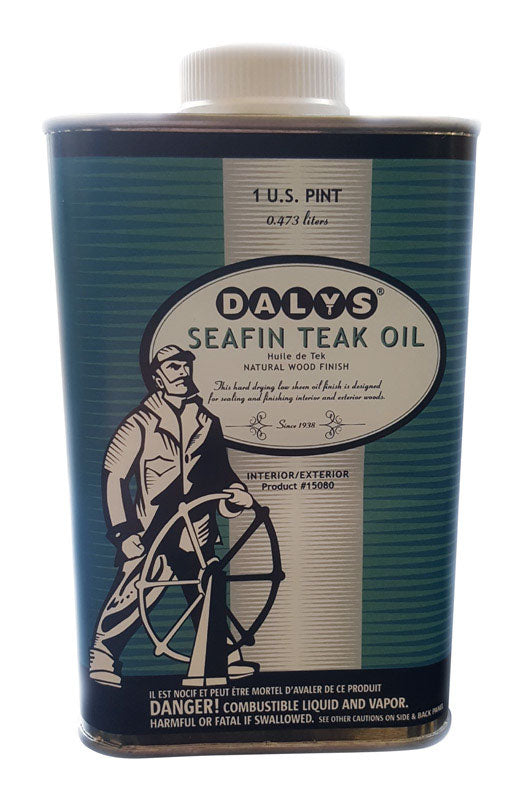 1 U.S. PINT
0.473 liters
DALYS®
SEAFIN TEAK OIL
Huile de Tek
NATURAL WOOD FINISH
This hard drying low sheen oil finish is designed
for sealing and finishing interior and exterior woods.
Since 1938
INTERIOR/EXTERIOR
Product #15080
IL EST NOCIF ET PEUT ÊTRE MORTEL D'AVALER DE CE PRODUIT
DANGER! COMBUSTIBLE LIQUID AND VAPOR.
HARMFUL OR FATAL IF SWALLOWED. SEE OTHER CAUTIONS ON SIDE & BACK PANEL